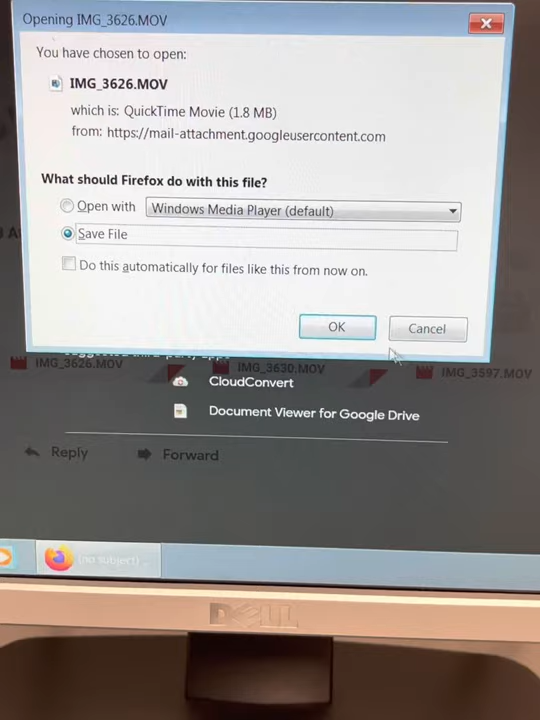 Opening IMG_3626.MOV
You have chosen to open:
IMG_3626.MOV
which is: QuickTime Movie (1.8 MB)
from: https://mail-attachment.googleusercontent.com
What should Firefox do with this file?
Open with
Windows Media Player (default)
Save File
Do this automatically for files like this from now on.
OK
Cancel
IMG_3626.MOV
IMG_3630.MOV
IMG_3597.MOV
CloudConvert
Document Viewer for Google Drive
Reply
Forward
(no subject)
DELL